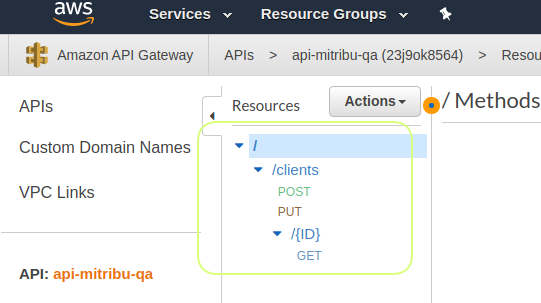 aws Services Resource Groups
Amazon API Gateway APIs > api-mitribu-qa (23j9ok8564) > Resou
APIs
Custom Domain Names
VPC Links
API: api-mitribu-qa
Resources Actions / Methods
/
/clients
POST
PUT
/{ID}
GET